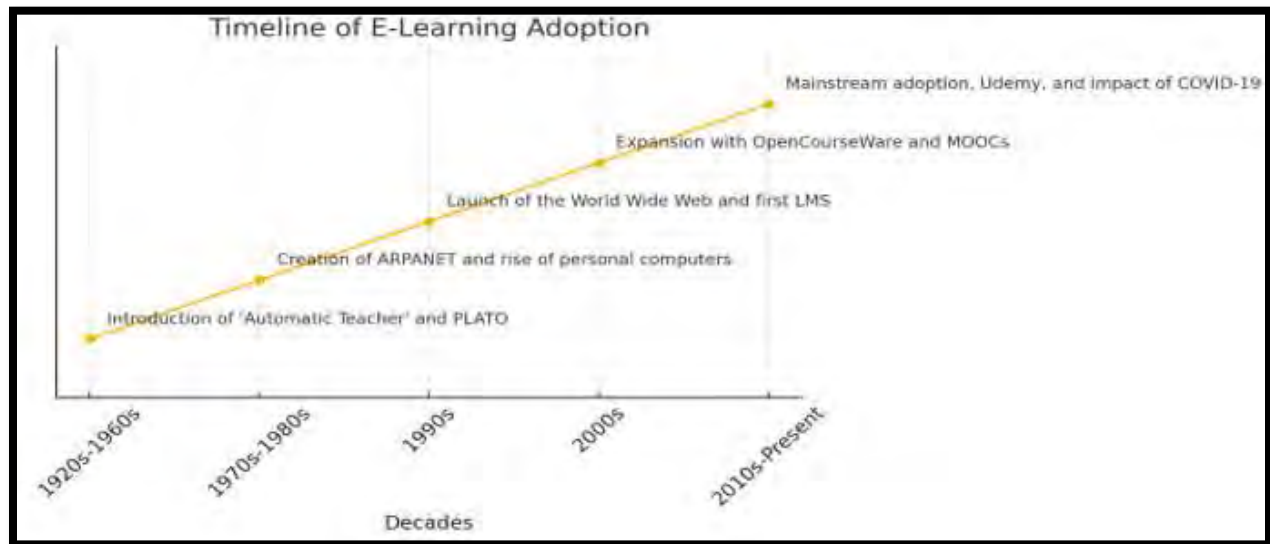 Timeline of E-Learning Adoption
Mainstream adoption, Udemy, and impact of COVID-19
Expansion with OpenCourseWare and MOOCs
Launch of the World Wide Web and first LMS
Creation of ARPANET and rise of personal computers
Introduction of 'Automatic Teacher' and PLATO
1920s-1960s
1970s-1980s
1990s
2000s
2010s-Present
Decades